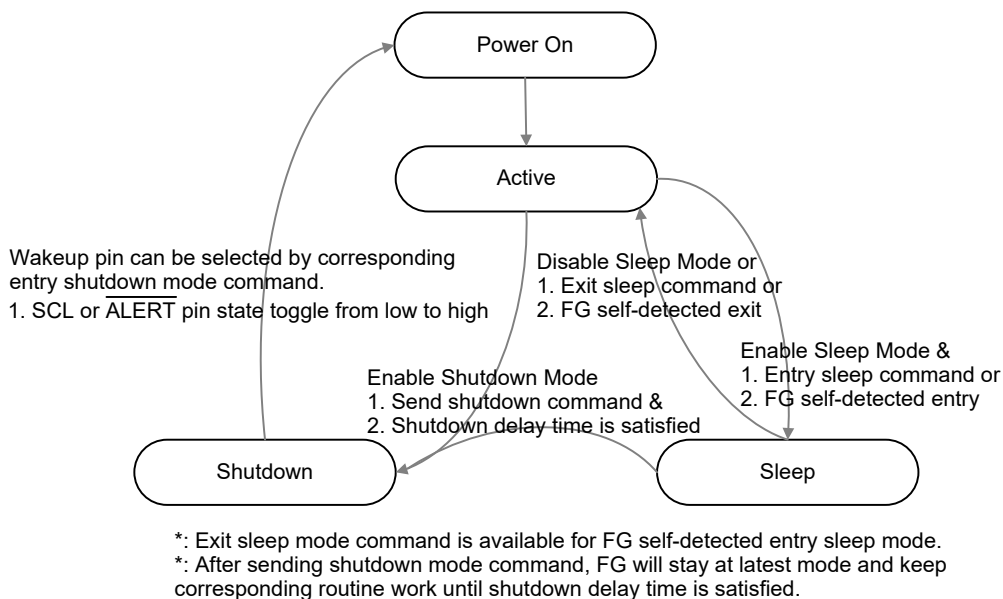 Power On
Active
Wakeup pin can be selected by corresponding
entry shutdown mode command.
1. SCL or ALERT pin state toggle from low to high
Disable Sleep Mode or
1. Exit sleep command or
2. FG self-detected exit
Enable Sleep Mode &
1. Entry sleep command or
2. FG self-detected entry
Enable Shutdown Mode
1. Send shutdown command &
2. Shutdown delay time is satisfied
Shutdown
Sleep
*: Exit sleep mode command is available for FG self-detected entry sleep mode.
*: After sending shutdown mode command, FG will stay at latest mode and keep
corresponding routine work until shutdown delay time is satisfied.